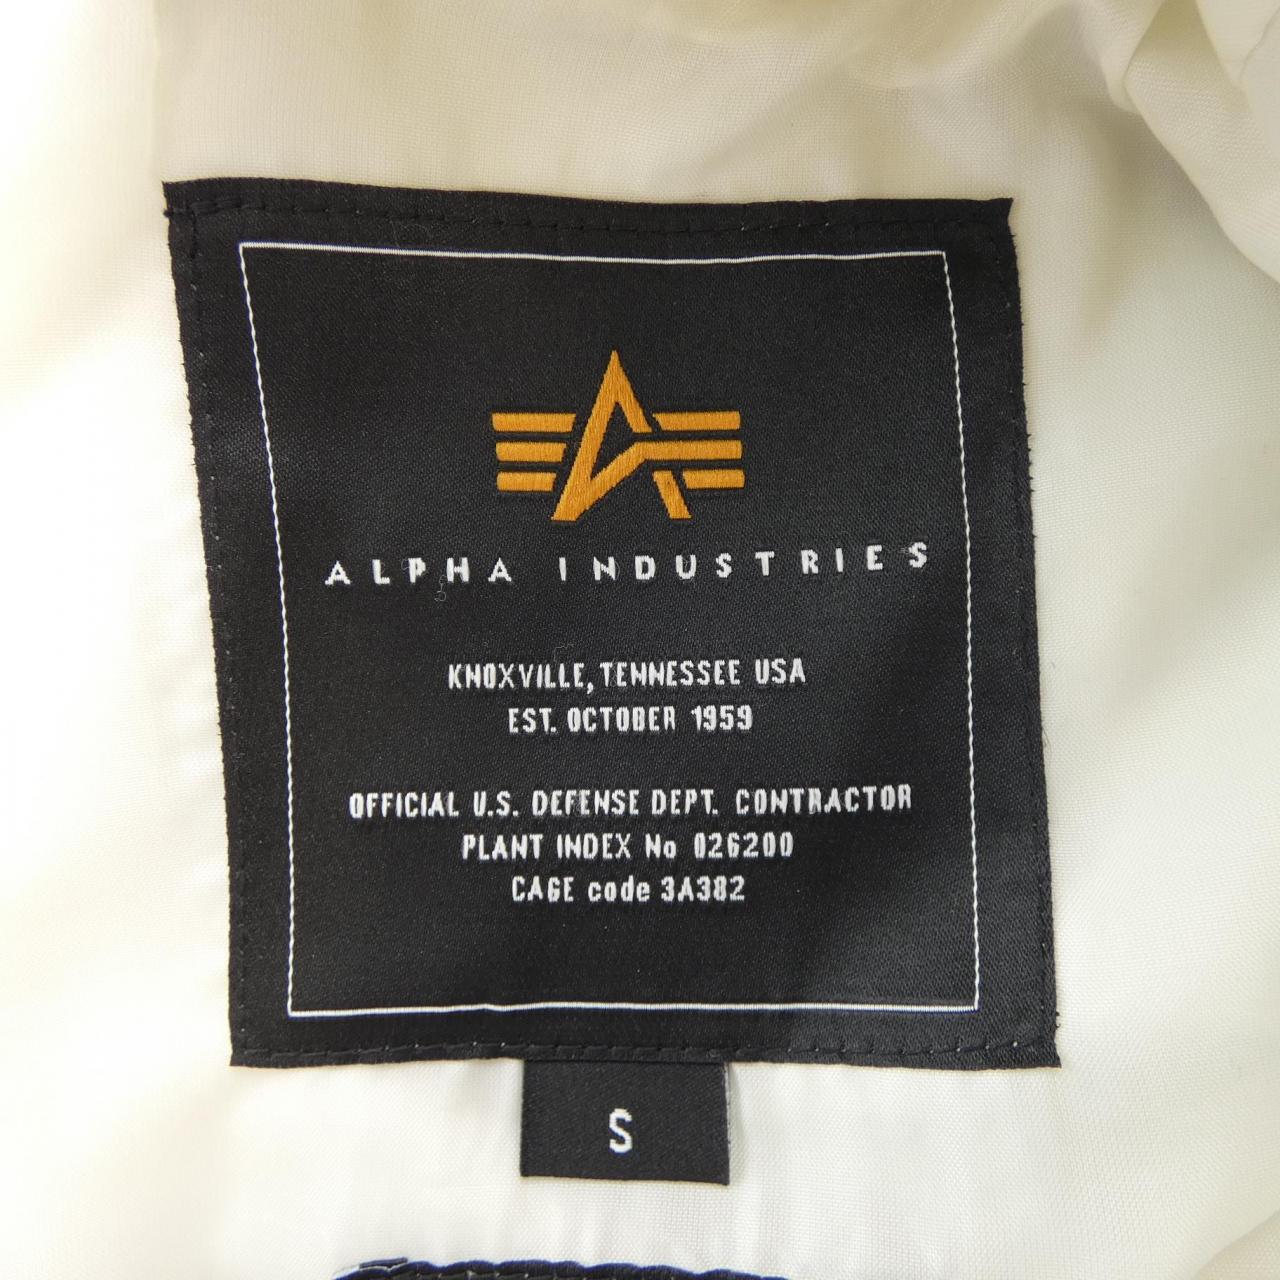 ALPHA INDUSTRIES
KNOXVILLE, TENNESSEE USA
EST. OCTOBER 1959
OFFICIAL U.S. DEFENSE DEPT. CONTRACTOR
PLANT INDEX No 026200
CAGE code 3A382
S